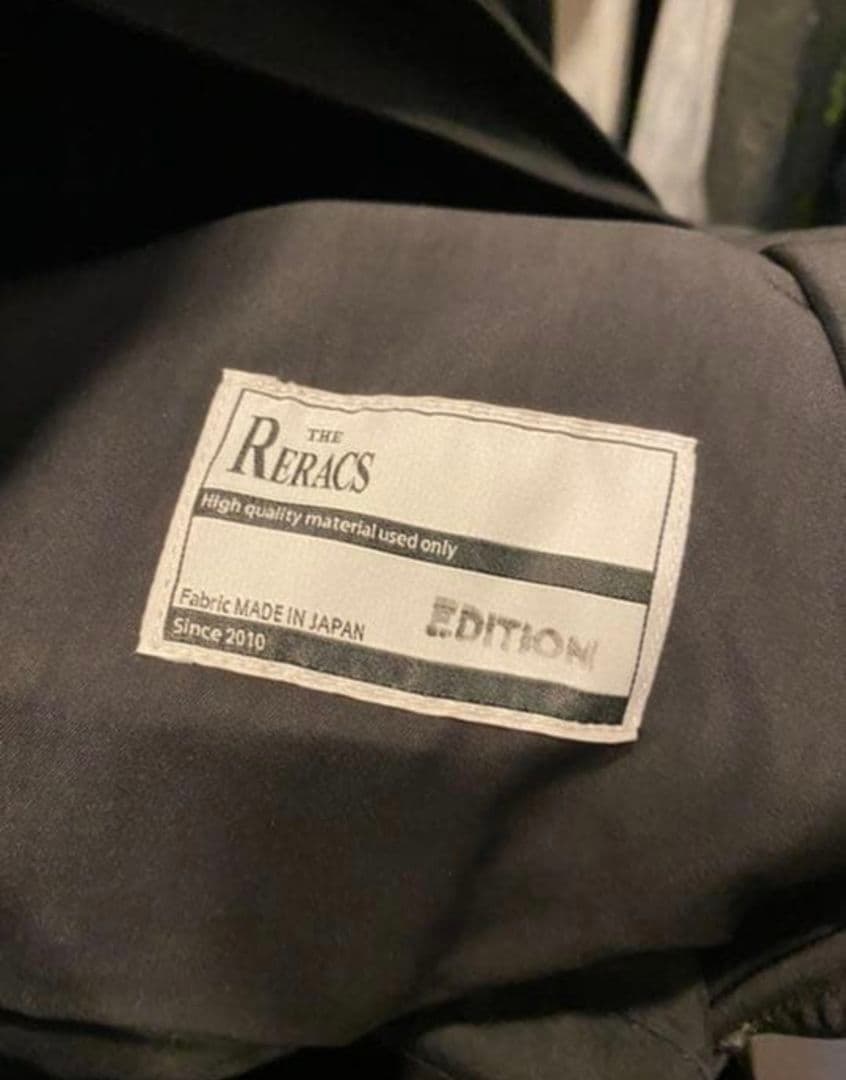 THE
RERACS
High quality material used only
Fabric MADE IN JAPAN
EDITION
Since 2010